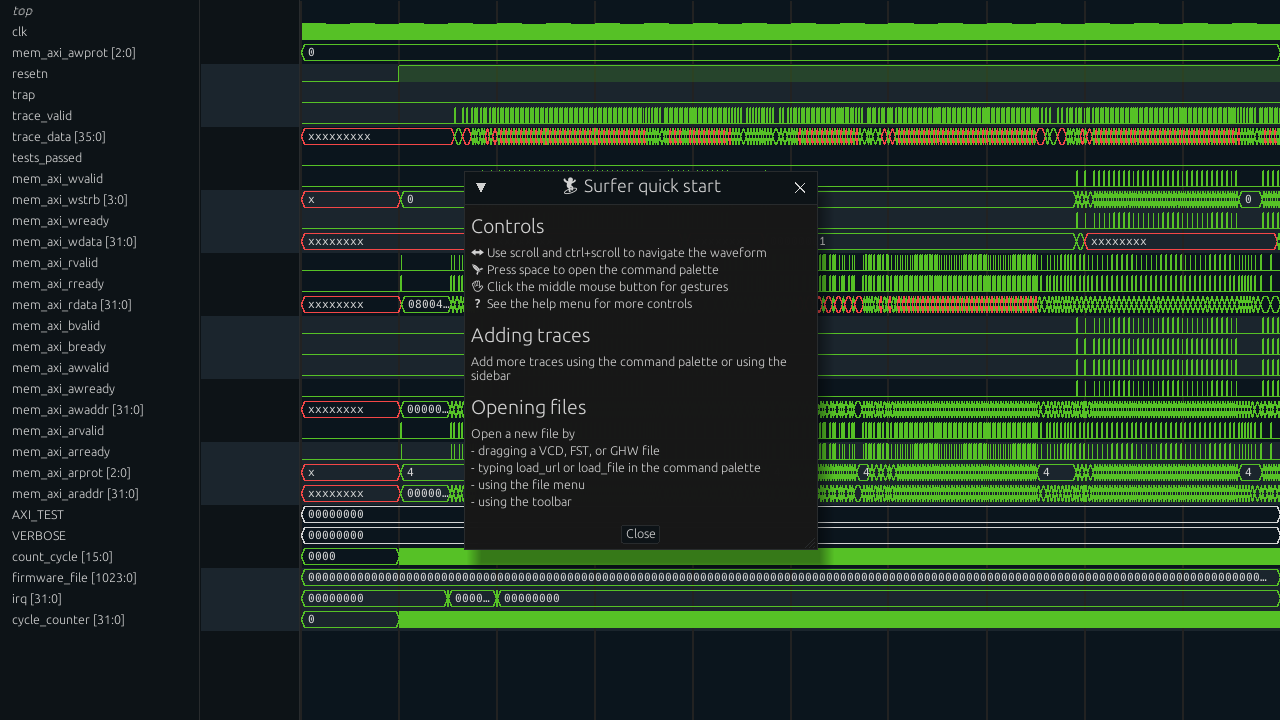 top
clk
mem_axi_awprot [2:0]
0
resetn
trap
trace_valid
trace_data [35:0]
xxxxxxxxx
tests_passed
mem_axi_wvalid
mem_axi_wstrb [3:0]
x
0
0
mem_axi_wready
mem_axi_wdata [31:0]
xxxxxxxx
1
xxxxxxxx
mem_axi_rvalid
mem_axi_rready
mem_axi_rdata [31:0]
xxxxxxxx
08004…
mem_axi_bvalid
mem_axi_bready
mem_axi_awvalid
mem_axi_awready
mem_axi_awaddr [31:0]
xxxxxxxx
00000…
mem_axi_arvalid
mem_axi_arready
mem_axi_arprot [2:0]
x
4
4
4
4
mem_axi_araddr [31:0]
xxxxxxxx
00000…
AXI_TEST
00000000
VERBOSE
00000000
count_cycle [15:0]
0000
firmware_file [1023:0]
irq [31:0]
00000000
0000…
00000000
cycle_counter [31:0]
0
Surfer quick start
Controls
Use scroll and ctrl+scroll to navigate the waveform
Press space to open the command palette
Click the middle mouse button for gestures
? See the help menu for more controls
Adding traces
Add more traces using the command palette or using the
sidebar
Opening files
Open a new file by
- dragging a VCD, FST, or GHW file
- typing load_url or load_file in the command palette
- using the file menu
- using the toolbar
Close